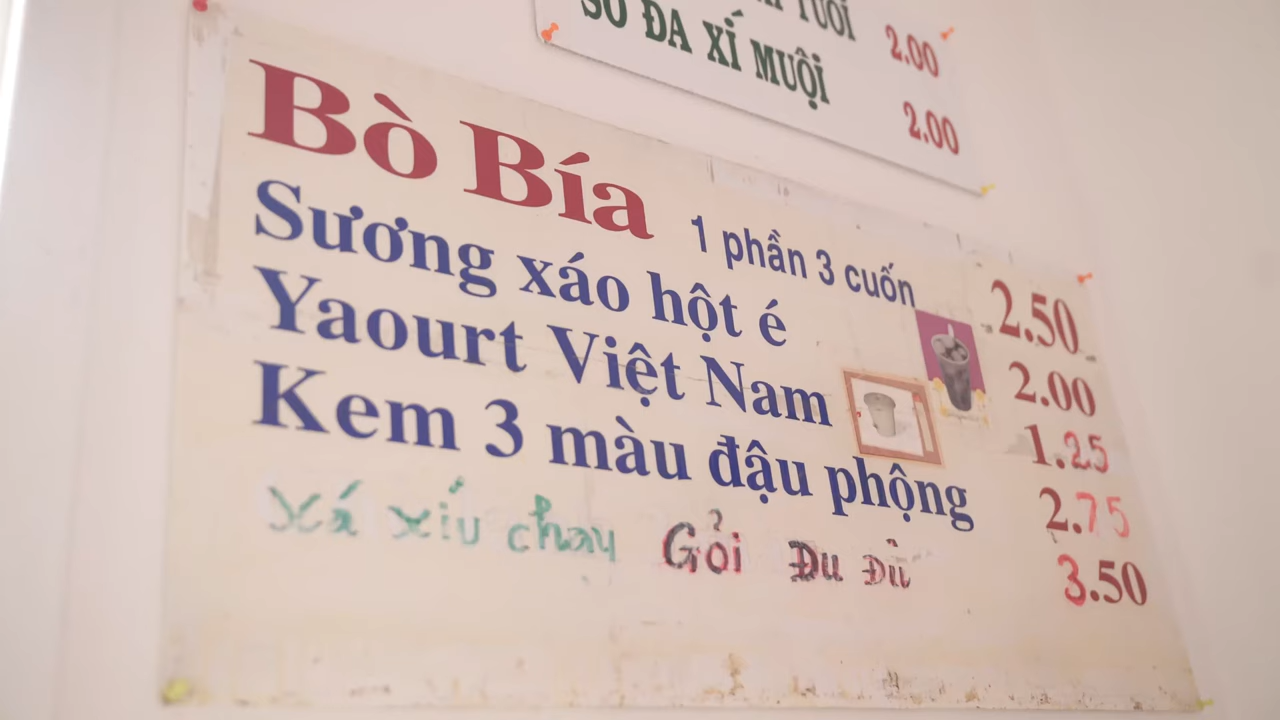 TƯƠI 2.00
SÔ ĐA XÍ MUỘI 2.00
Bò Bía 1 phần 3 cuốn 2.50
Sương xáo hột é 2.00
Yaourt Việt Nam 1.25
Kem 3 màu đậu phộng 2.75
Xá xíu chay Gỏi Đu Đủ 3.50